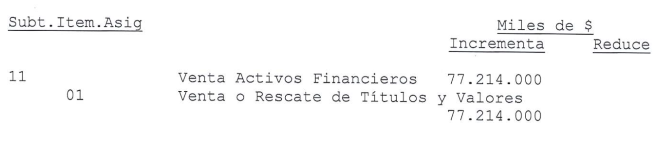 Subt.Item.Asig Miles de $
Incrementa Reduce
11 Venta Activos Financieros 77.214.000
01 Venta o Rescate de Títulos y Valores
77.214.000